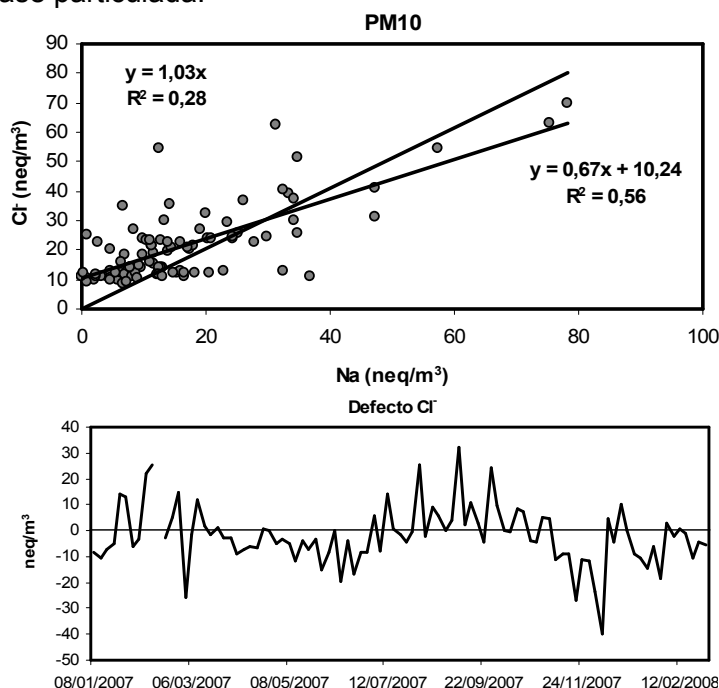 particulada.
PM10
90
80
70
60
50
40
30
20
10
0
Cl⁻ (neq/m³)
y = 1,03x
R² = 0,28
y = 0,67x + 10,24
R² = 0,56
0 20 40 60 80 100
Na (neq/m³)
Defecto Cl⁻
40
30
20
10
0
-10
-20
-30
-40
-50
neq/m³
08/01/2007 06/03/2007 08/05/2007 12/07/2007 22/09/2007 24/11/2007 12/02/2008